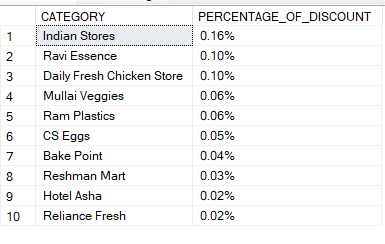 CATEGORY PERCENTAGE_OF_DISCOUNT
1 Indian Stores 0.16%
2 Ravi Essence 0.10%
3 Daily Fresh Chicken Store 0.10%
4 Mullai Veggies 0.06%
5 Ram Plastics 0.06%
6 CS Eggs 0.05%
7 Bake Point 0.04%
8 Reshman Mart 0.03%
9 Hotel Asha 0.02%
10 Reliance Fresh 0.02%